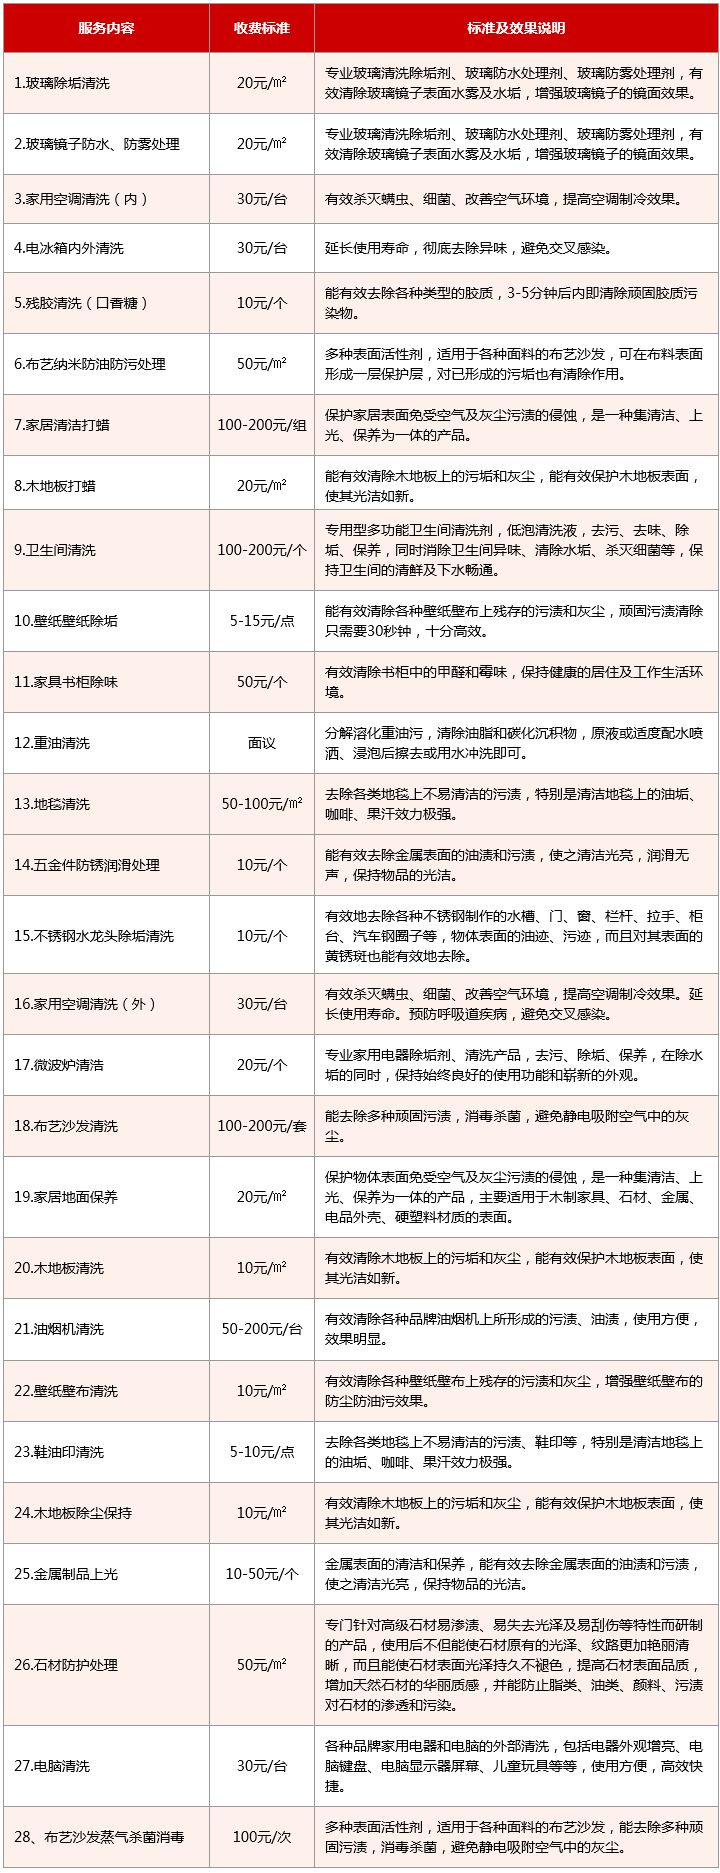 服务内容 收费标准 标准及效果说明
1.玻璃除垢清洗 20元/㎡ 专业玻璃清洗除垢剂、玻璃防水处理剂、玻璃防雾处理剂，有
效清除玻璃镜子表面水雾及水垢，增强玻璃镜子的镜面效果。
2.玻璃镜子防水、防雾处理 20元/㎡ 专业玻璃清洗除垢剂、玻璃防水处理剂、玻璃防雾处理剂，有
效清除玻璃镜子表面水雾及水垢，增强玻璃镜子的镜面效果。
3.家用空调清洗（内） 30元/台 有效杀灭螨虫、细菌、改善空气环境，提高空调制冷效果。
4.电冰箱内外清洗 30元/台 延长使用寿命，彻底去除异味，避免交叉感染。
5.残胶清洗（口香糖） 10元/个 能有效去除各种类型的胶质，3-5分钟后内即清除顽固胶质污
染物。
6.布艺纳米防油防污处理 50元/㎡ 多种表面活性剂，适用于各种面料的布艺沙发，可在布料表面
形成一层保护层，对已形成的污垢也有清除作用。
7.家居清洁打蜡 100-200元/组 保护家居表面免受空气及灰尘污渍的侵蚀，是一种集清洁、上
光、保养为一体的产品。
8.木地板打蜡 20元/㎡ 能有效清除木地板上的污垢和灰尘，能有效保护木地板表面，
使其光洁如新。
9.卫生间清洗 100-200元/个 专用型多功能卫生间清洗剂，低泡清洗液，去污、去味、除
垢、保养，同时消除卫生间异味、清除水垢、杀灭细菌等，保
持卫生间的清鲜及下水畅通。
10.壁纸壁纸除垢 5-15元/点 能有效清除各种壁纸壁布上残存的污渍和灰尘，顽固污渍清除
只需要30秒钟，十分高效。
11.家具书柜除味 50元/个 有效清除书柜中的甲醛和霉味，保持健康的居住及工作生活环
境。
12.重油清洗 面议 分解溶化重油污，清除油脂和碳化沉积物，原液或适度配水喷
洒、浸泡后擦去或用水冲洗即可。
13.地毯清洗 50-100元/㎡ 去除各类地毯上不易清洁的污渍，特别是清洁地毯上的油垢、
咖啡、果汗效力极强。
14.五金件防锈润滑处理 10元/个 能有效去除金属表面的油渍和污渍，使之清洁光亮，润滑无
声，保持物品的光洁。
15.不锈钢水龙头除垢清洗 10元/个 有效地去除各种不锈钢制作的水槽、门、窗、栏杆、拉手、柜
台、汽车钢圈子等，物体表面的油迹、污迹，而且对其表面的
黄锈斑也能有效地去除。
16.家用空调清洗（外） 30元/台 有效杀灭螨虫、细菌、改善空气环境，提高空调制冷效果。延
长使用寿命。预防呼吸道疾病，避免交叉感染。
17.微波炉清浩 20元/个 专业家用电器除垢剂、清洗产品，去污、除垢、保养，在除水
垢的同时，保持始终良好的使用功能和崭新的外观。
18.布艺沙发清洗 100-200元/套 能去除多种顽固污渍，消毒杀菌，避免静电吸附空气中的灰
尘。
19.家居地面保养 20元/㎡ 保护物体表面免受空气及灰尘污渍的侵蚀，是一种集清洁、上
光、保养为一体的产品，主要适用于木制家具、石材、金属、
电品外壳、硬塑料材质的表面。
20.木地板清洗 10元/㎡ 有效清除木地板上的污垢和灰尘，能有效保护木地板表面，使
其光洁如新。
21.油烟机清洗 50-200元/台 有效清除各种品牌油烟机上所形成的污渍、油渍，使用方便，
效果明显。
22.壁纸壁布清洗 10元/㎡ 有效清除各种壁纸壁布上残存的污渍和灰尘，增强壁纸壁布的
防尘防油污效果。
23.鞋油印清洗 5-10元/点 去除各类地毯上不易清洁的污渍、鞋印等，特别是清洁地毯上
的油垢、咖啡、果汗效力极强。
24.木地板除尘保持 10元/㎡ 有效清除木地板上的污垢和灰尘，能有效保护木地板表面，使
其光洁如新。
25.金属制品上光 10-50元/个 金属表面的清洁和保养，能有效去除金属表面的油渍和污渍，
使之清洁光亮，保持物品的光洁。
26.石材防护处理 50元/㎡ 专门针对高级石材易渗渍、易失去光泽及易刮伤等特性而研制
的产品，使用后不但能使石材原有的光泽、纹路更加艳丽清
晰，而且能使石材表面光泽持久不褪色，提高石材表面品质，
增加天然石材的华丽质感，并能防止脂类、油类、颜料、污渍
对石材的渗透和污染。
27.电脑清洗 30元/台 各种品牌家用电器和电脑的外部清洗，包括电器外观增亮、电
脑键盘、电脑显示器屏幕、儿童玩具等等，使用方便，高效快
捷。
28、布艺沙发蒸气杀菌消毒 100元/次 多种表面活性剂，适用于各种面料的布艺沙发，能去除多种顽
固污渍，消毒杀菌，避免静电吸附空气中的灰尘。